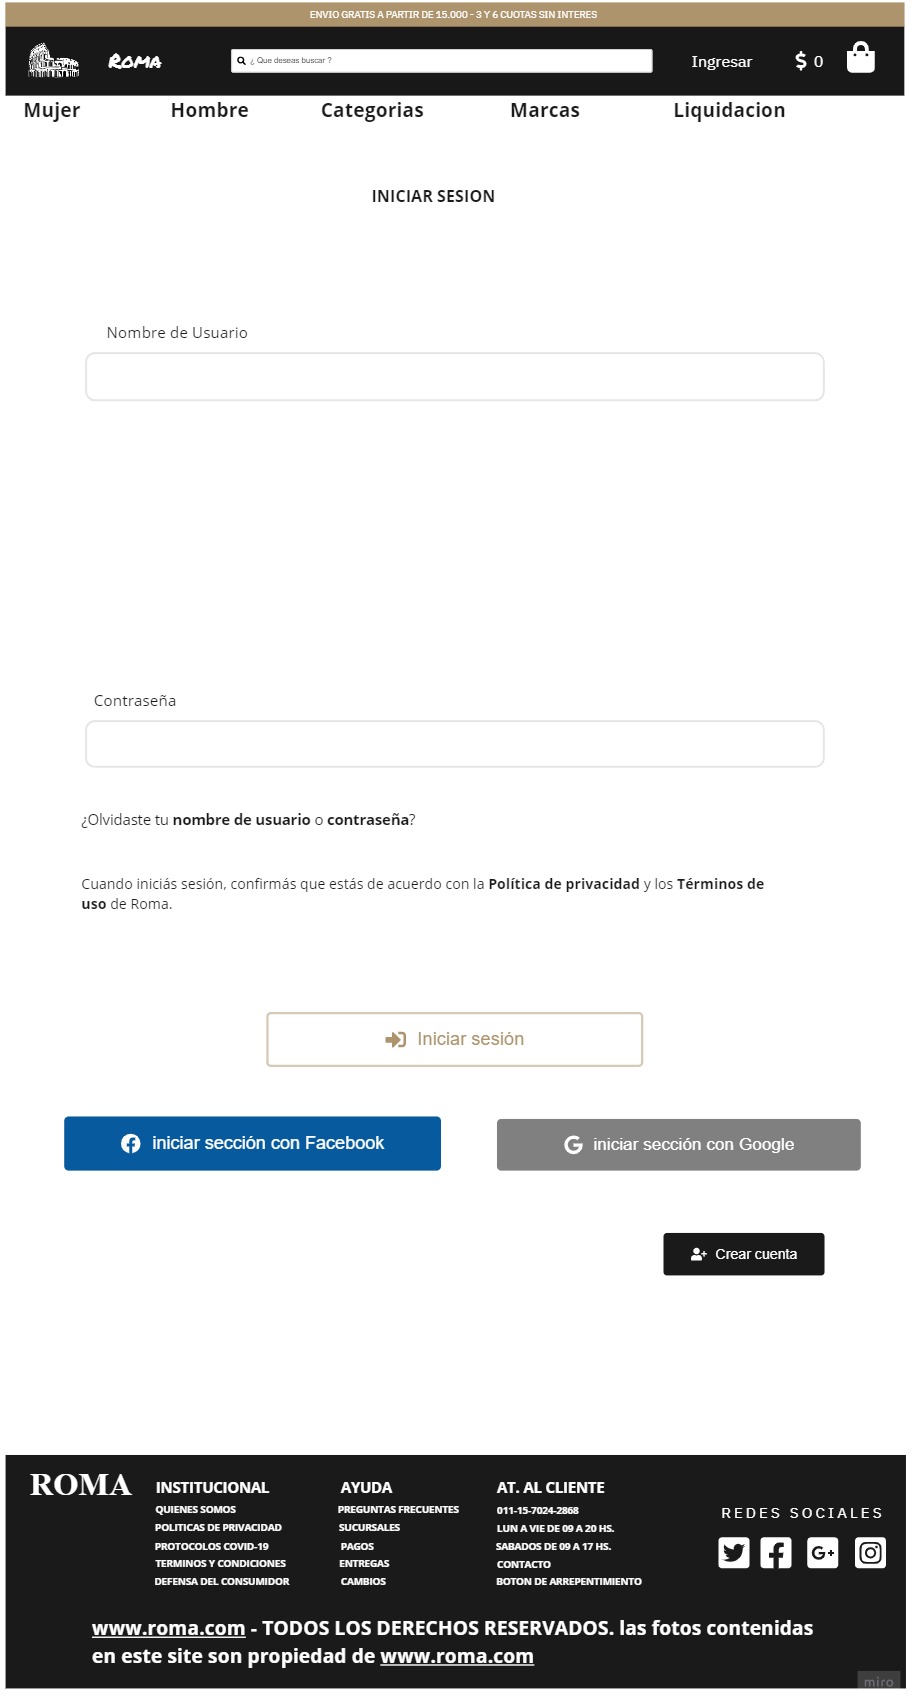 ENVIO GRATIS A PARTIR DE 15.000 - 3 Y 6 CUOTAS SIN INTERES
Roma
¿ Que deseas buscar ?
Ingresar
$ 0
Mujer Hombre Categorias Marcas Liquidacion
INICIAR SESION
Nombre de Usuario
Contraseña
¿Olvidaste tu nombre de usuario o contraseña?
Cuando iniciás sesión, confirmás que estás de acuerdo con la Política de privacidad y los Términos de
uso de Roma.
Iniciar sesión
iniciar sección con Facebook
iniciar sección con Google
Crear cuenta
ROMA
INSTITUCIONAL
QUIENES SOMOS
POLITICAS DE PRIVACIDAD
PROTOCOLOS COVID-19
TERMINOS Y CONDICIONES
DEFENSA DEL CONSUMIDOR
AYUDA
PREGUNTAS FRECUENTES
SUCURSALES
PAGOS
ENTREGAS
CAMBIOS
AT. AL CLIENTE
011-15-7024-2868
LUN A VIE DE 09 A 20 HS.
SABADOS DE 09 A 17 HS.
CONTACTO
BOTON DE ARREPENTIMIENTO
REDES SOCIALES
www.roma.com - TODOS LOS DERECHOS RESERVADOS. las fotos contenidas
en este site son propiedad de www.roma.com
miro